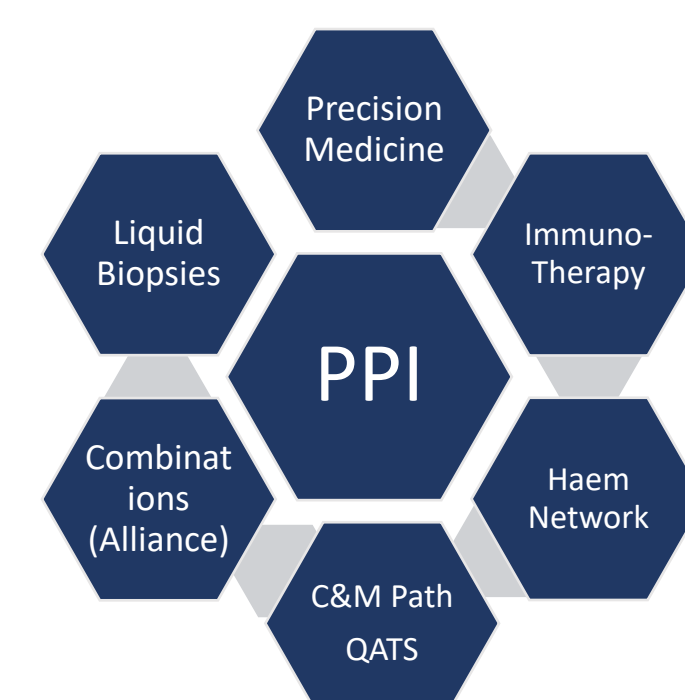 Precision
Medicine
Liquid
Biopsies
Immuno-
Therapy
PPI
Combinat
ions
(Alliance)
Haem
Network
C&M Path
QATS